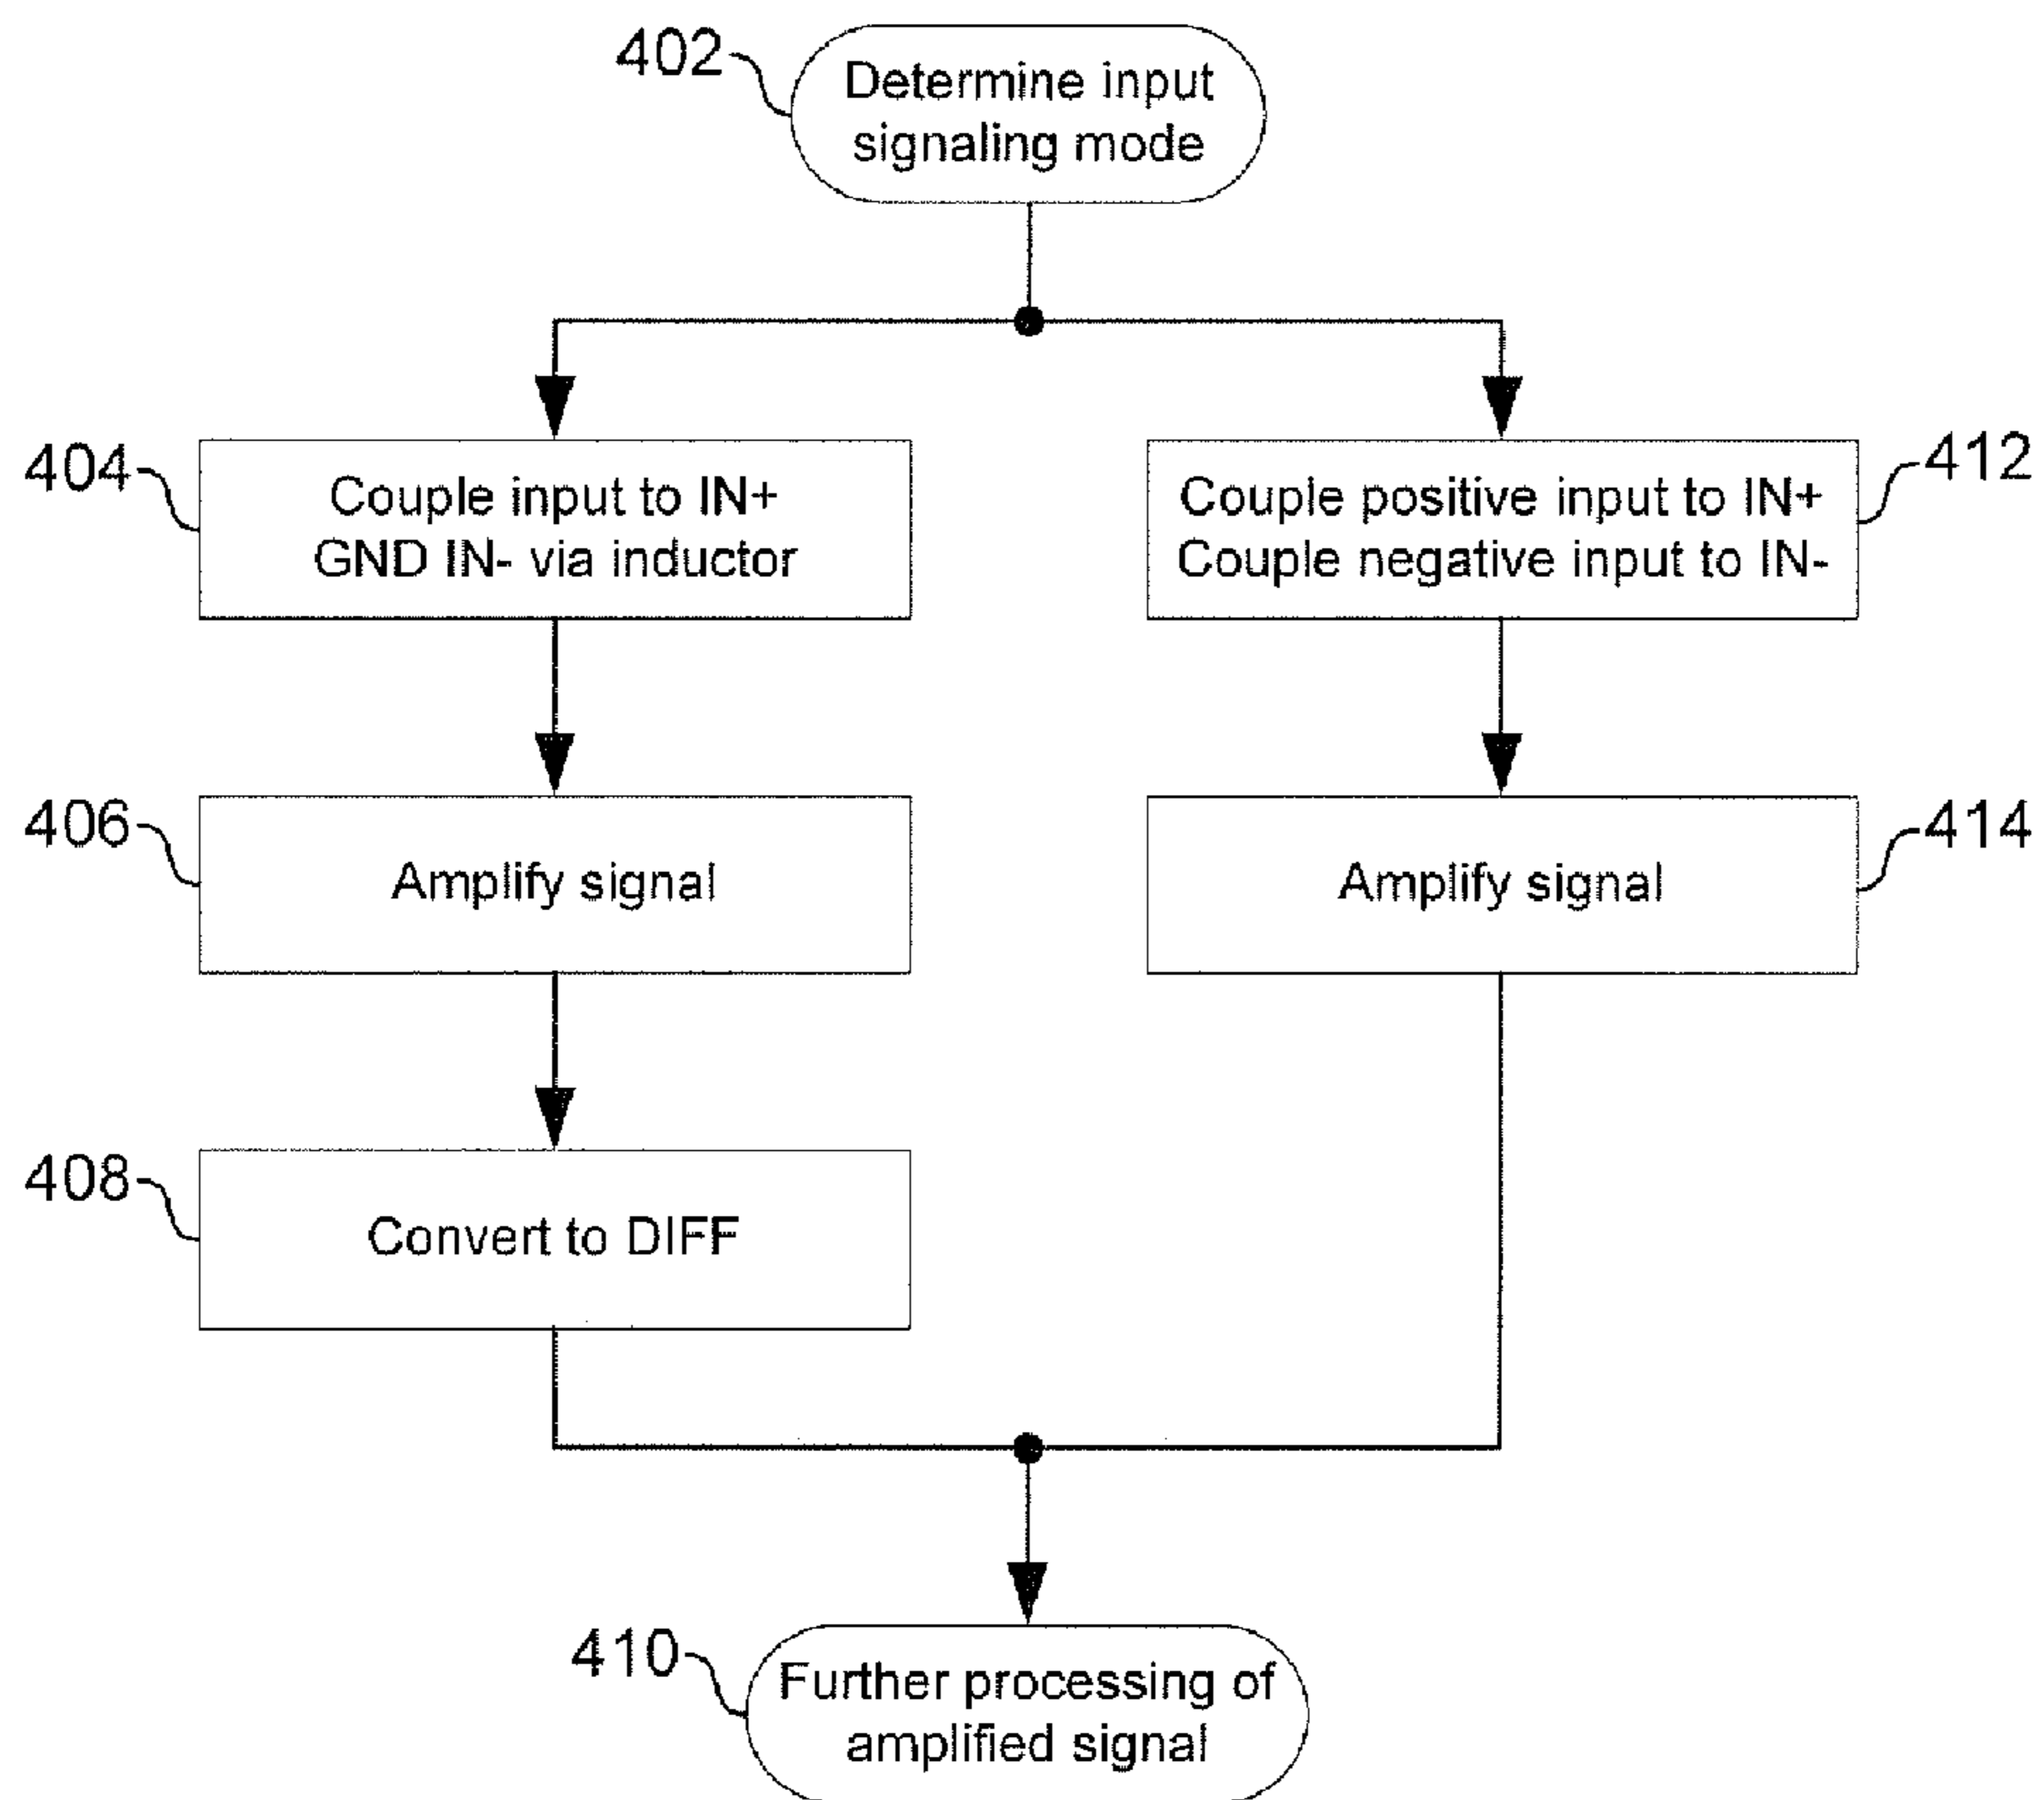 402
Determine input
signaling mode
404
Couple input to IN+
GND IN- via inductor
412
Couple positive input to IN+
Couple negative input to IN-
406
Amplify signal
414
Amplify signal
408
Convert to DIFF
410
Further processing of
amplified signal